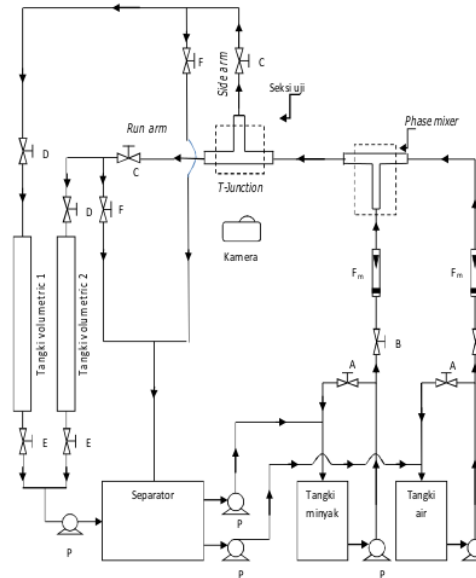 F
Side arm
C
Seksi uji
Run arm
Phase mixer
D
C
T-Junction
D
F
Kamera
Tangki volumetric 1
Tangki volumetric 2
Fm
Fm
B
A
A
E
E
Separator
Tangki
minyak
Tangki
air
P
P
P
P